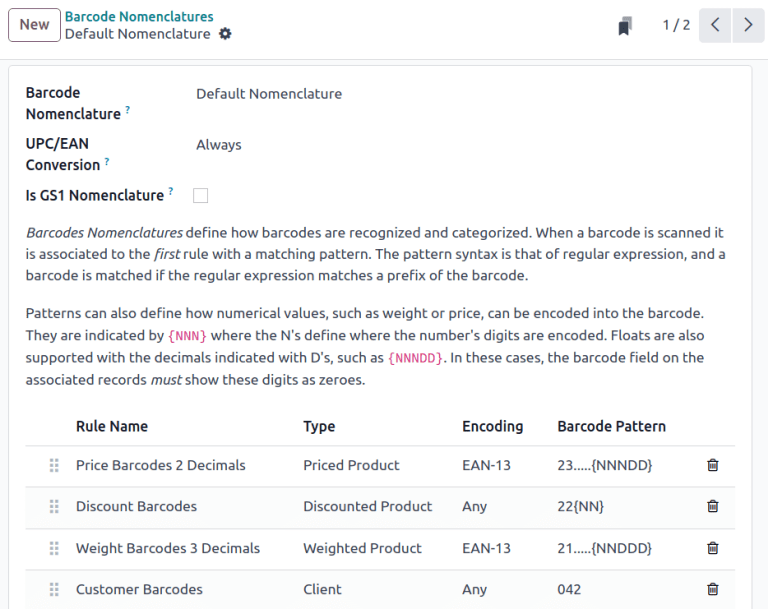 New
Barcode Nomenclatures
Default Nomenclature
1 / 2
Barcode
Nomenclature ?
Default Nomenclature
UPC/EAN
Conversion ?
Always
Is GS1 Nomenclature ?
Barcodes Nomenclatures define how barcodes are recognized and categorized. When a barcode is scanned it
is associated to the first rule with a matching pattern. The pattern syntax is that of regular expression, and a
barcode is matched if the regular expression matches a prefix of the barcode.
Patterns can also define how numerical values, such as weight or price, can be encoded into the barcode.
They are indicated by {NNN} where the N's define where the number's digits are encoded. Floats are also
supported with the decimals indicated with D's, such as {NNNDD}. In these cases, the barcode field on the
associated records must show these digits as zeroes.
Rule Name Type Encoding Barcode Pattern
Price Barcodes 2 Decimals Priced Product EAN-13 23.....{NNNDD}
Discount Barcodes Discounted Product Any 22{NN}
Weight Barcodes 3 Decimals Weighted Product EAN-13 21.....{NNDDD}
Customer Barcodes Client Any 042